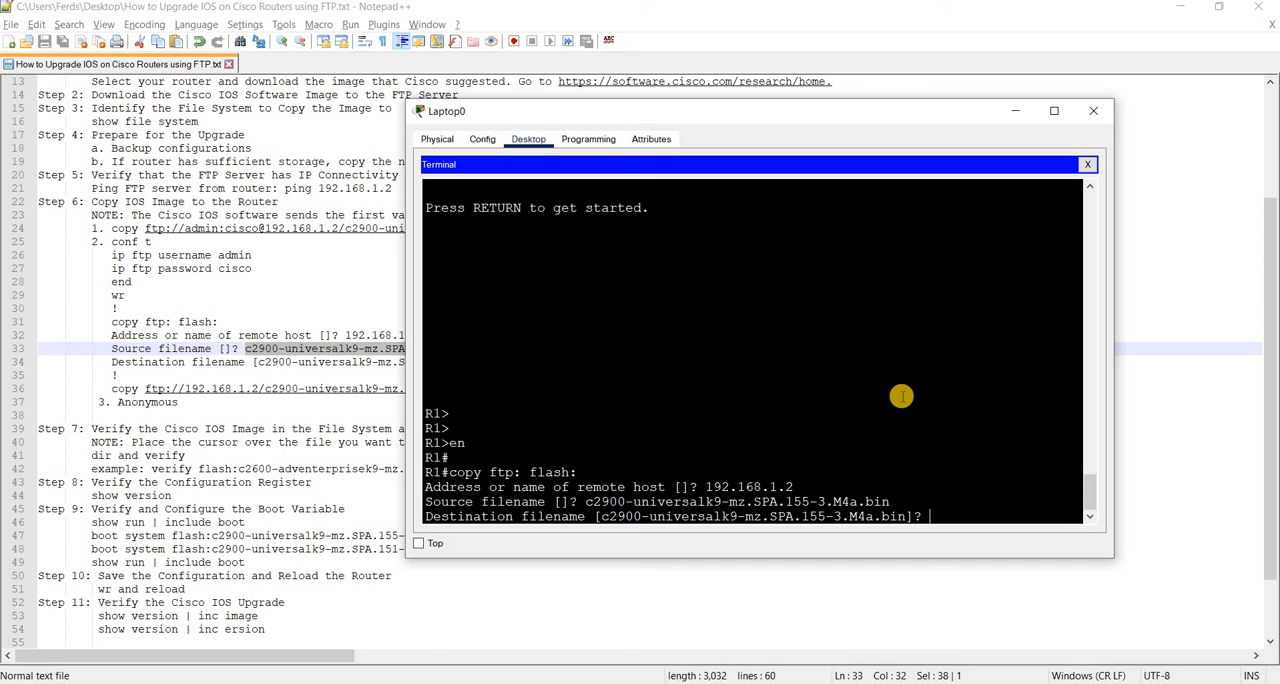 C:\Users\Ferds\Desktop\How to Upgrade IOS on Cisco Routers using FTP.txt - Notepad++
File Edit Search View Encoding Language Settings Tools Macro Run Plugins Window ?
X
How to Upgrade IOS on Cisco Routers using FTP.txt
13 Select your router and download the image that Cisco suggested. Go to https://software.cisco.com/research/home.
14 Step 2: Download the Cisco IOS Software Image to the FTP Server
15 Step 3: Identify the File System to Copy the Image to
16 show file system
17 Step 4: Prepare for the Upgrade
18 a. Backup configurations
19 b. If router has sufficient storage, copy the n
20 Step 5: Verify that the FTP Server has IP Connectivity
21 Ping FTP server from router: ping 192.168.1.2
22 Step 6: Copy IOS Image to the Router
23 NOTE: The Cisco IOS software sends the first va
24 1. copy ftp://admin:cisco@192.168.1.2/c2900-uni
25 2. conf t
26 ip ftp username admin
27 ip ftp password cisco
28 end
29 wr
30 !
31 copy ftp: flash:
32 Address or name of remote host []? 192.168.1
33 Source filename []? c2900-universalk9-mz.SPA
34 Destination filename [c2900-universalk9-mz.S
35 !
36 copy ftp://192.168.1.2/c2900-universalk9-mz.
37 3. Anonymous
38
39 Step 7: Verify the Cisco IOS Image in the File System a
40 NOTE: Place the cursor over the file you want t
41 dir and verify
42 example: verify flash:c2600-adventerprisek9-mz.
43 Step 8: Verify the Configuration Register
44 show version
45 Step 9: Verify and Configure the Boot Variable
46 show run | include boot
47 boot system flash:c2900-universalk9-mz.SPA.155-
48 boot system flash:c2900-universalk9-mz.SPA.151-
49 show run | include boot
50 Step 10: Save the Configuration and Reload the Router
51 wr and reload
52 Step 11: Verify the Cisco IOS Upgrade
53 show version | inc image
54 show version | inc ersion
55
Laptop0
Physical Config Desktop Programming Attributes
Terminal X
Press RETURN to get started.
R1>
R1>
R1>en
R1#
R1#copy ftp: flash:
Address or name of remote host []? 192.168.1.2
Source filename []? c2900-universalk9-mz.SPA.155-3.M4a.bin
Destination filename [c2900-universalk9-mz.SPA.155-3.M4a.bin]?
Top
Normal text file length : 3,032 lines : 60 Ln : 33 Col : 32 Sel : 38 | 1 Windows (CR LF) UTF-8 INS